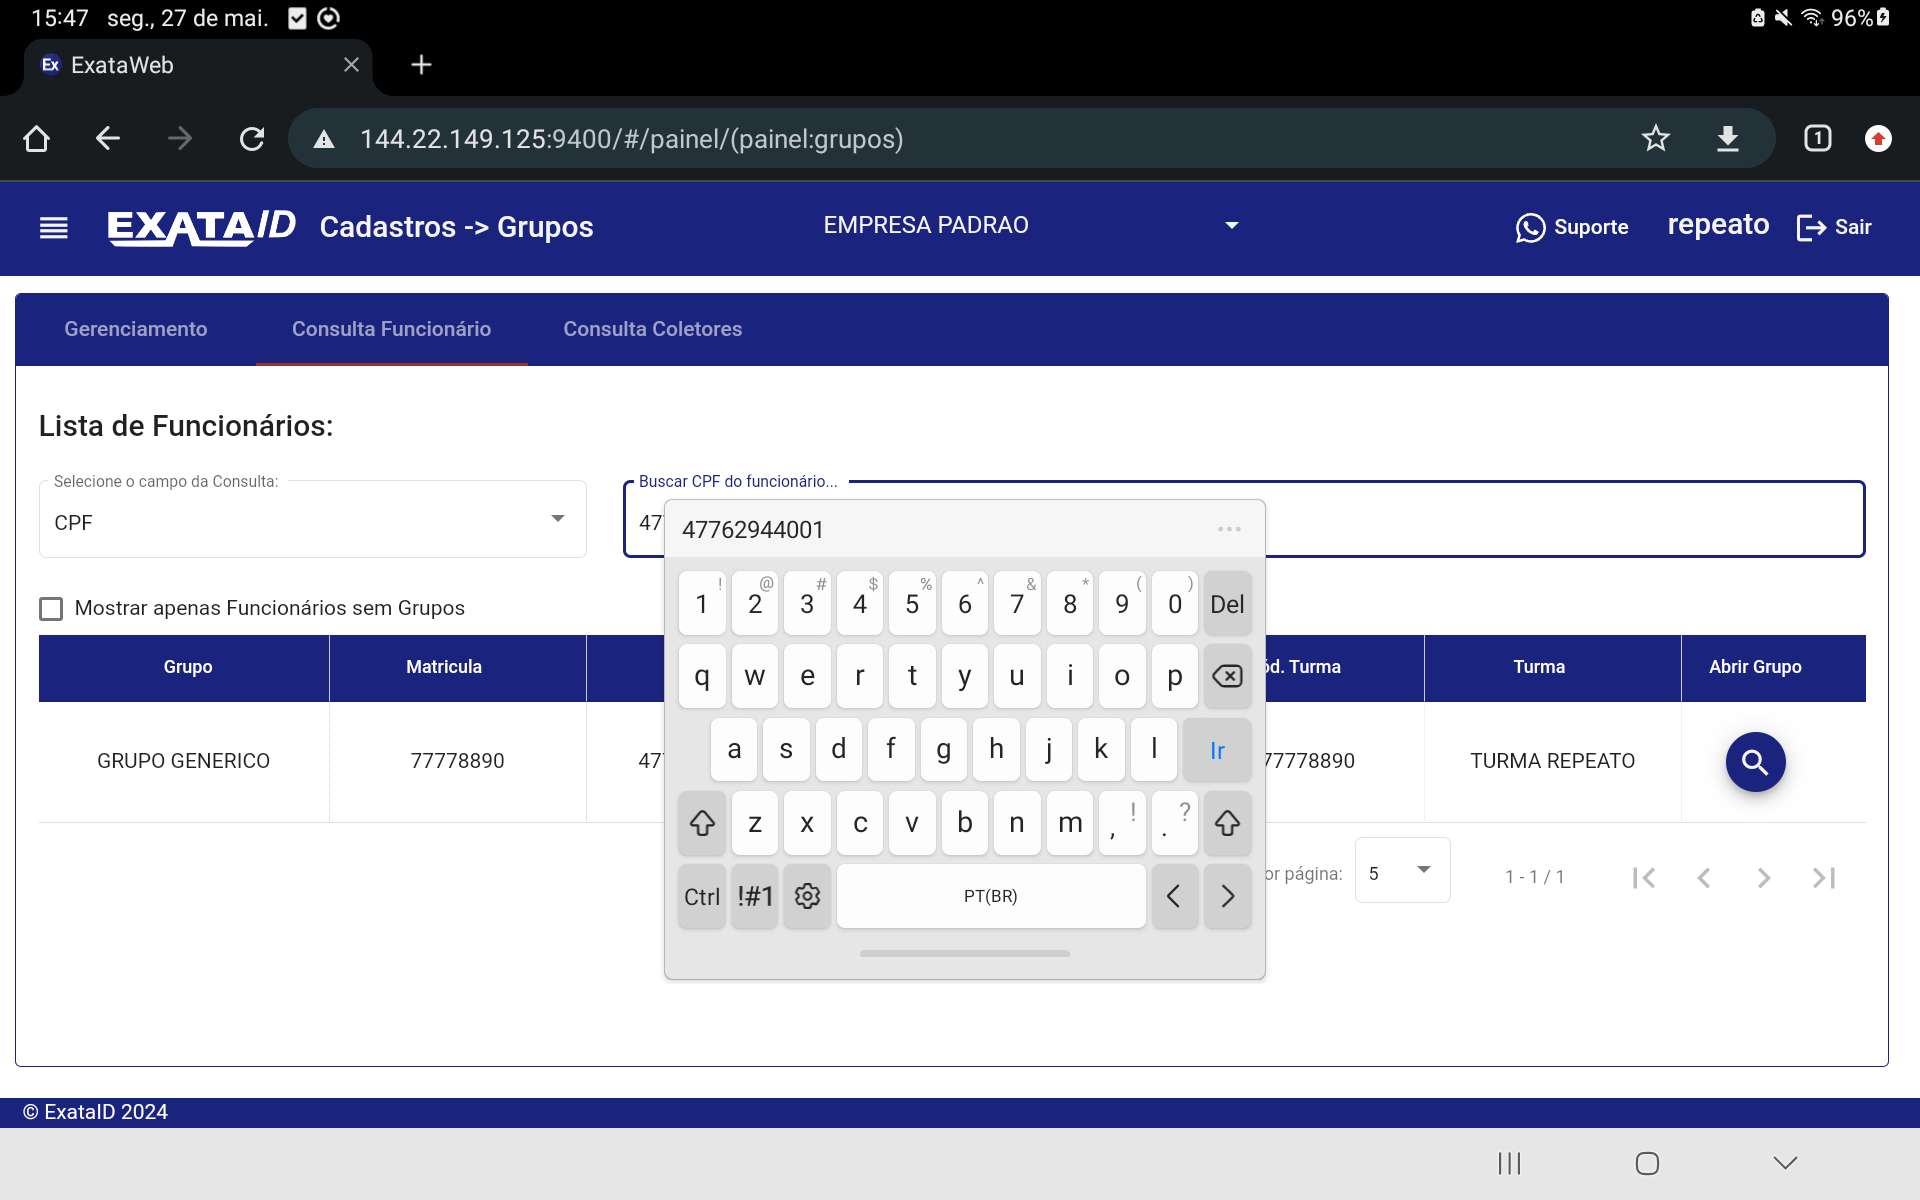 15:47 seg., 27 de mai. 96%
Ex ExataWeb
144.22.149.125:9400/#/painel/(painel:grupos) 1
EXATA ID Cadastros -> Grupos EMPRESA PADRAO Suporte repeato Sair
Gerenciamento Consulta Funcionário Consulta Coletores
Lista de Funcionários:
Selecione o campo da Consulta: Buscar CPF do funcionário...
CPF 47
47762944001
Mostrar apenas Funcionários sem Grupos
! @ # $ % ^ & * ( )
1 2 3 4 5 6 7 8 9 0 Del
Grupo Matricula ód. Turma Turma Abrir Grupo
q w e r t y u i o p
GRUPO GENERICO 77778890 47 77778890 TURMA REPEATO
a s d f g h j k l Ir
z x c v b n m , ! . ?
or página: 5 1 - 1 / 1
Ctrl !#1 PT(BR) < >
© ExataID 2024